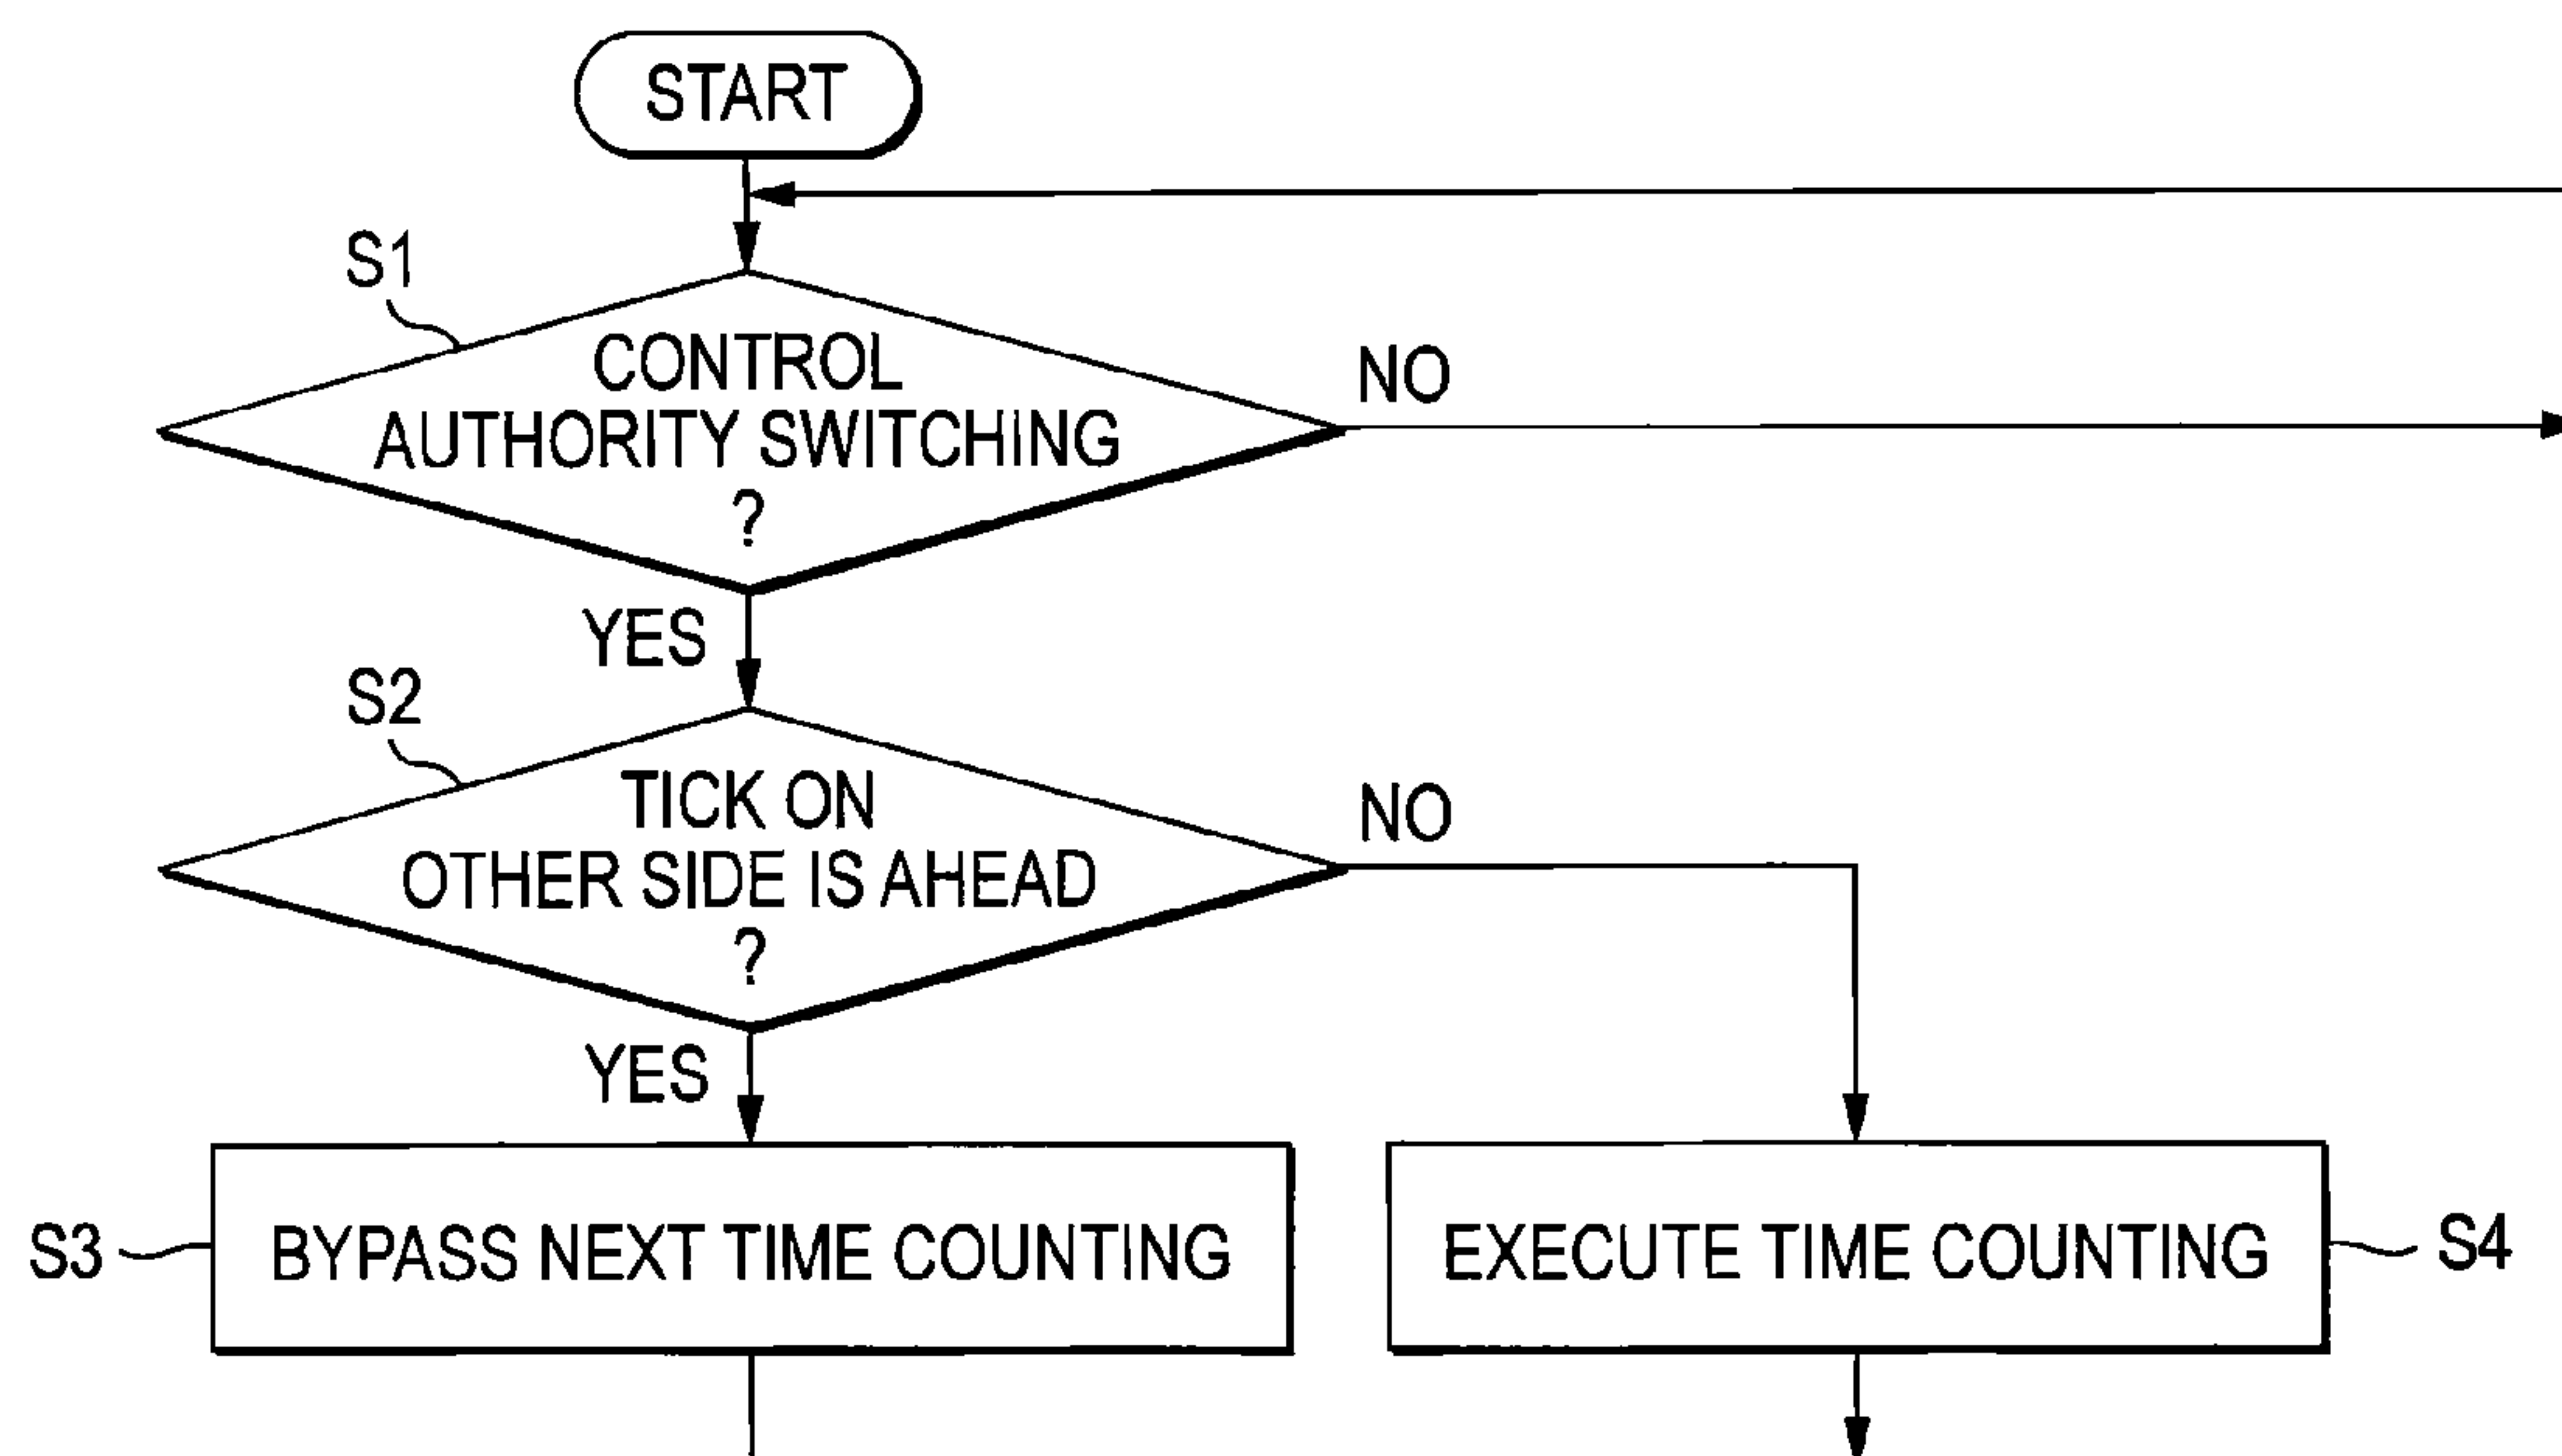 START
S1
CONTROL
AUTHORITY SWITCHING
?
NO
YES
S2
TICK ON
OTHER SIDE IS AHEAD
?
NO
YES
S3
BYPASS NEXT TIME COUNTING
EXECUTE TIME COUNTING
S4